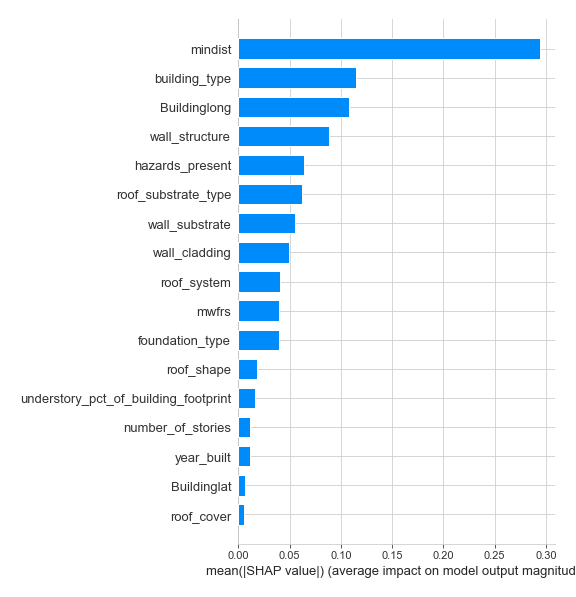 mindist
building_type
Buildinglong
wall_structure
hazards_present
roof_substrate_type
wall_substrate
wall_cladding
roof_system
mwfrs
foundation_type
roof_shape
understory_pct_of_building_footprint
number_of_stories
year_built
Buildinglat
roof_cover
0.00 0.05 0.10 0.15 0.20 0.25 0.30
mean(|SHAP value|) (average impact on model output magnitud